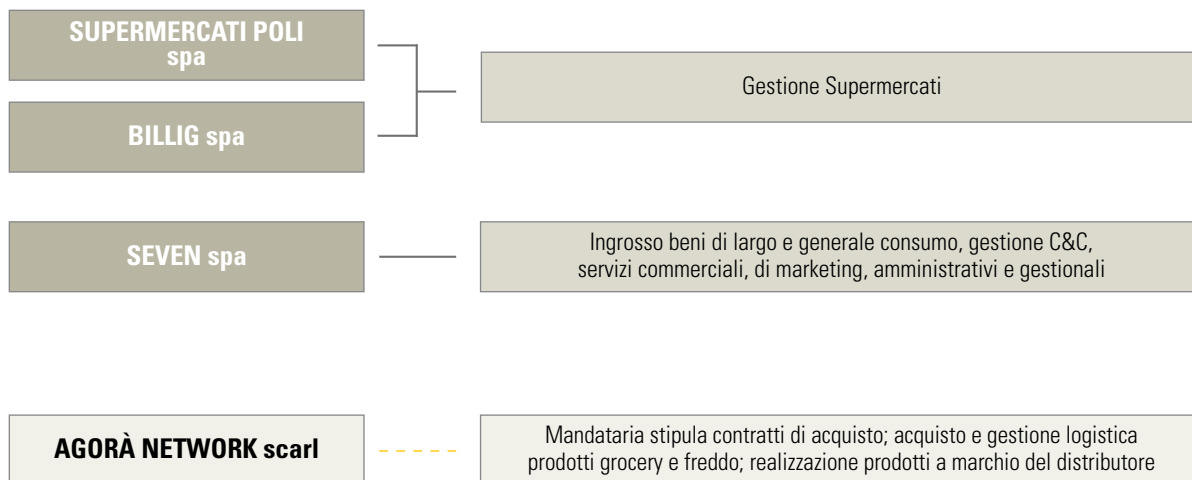 SUPERMERCATI POLI
spa
Gestione Supermercati
BILLIG spa
SEVEN spa
Ingrosso beni di largo e generale consumo, gestione C&C,
servizi commerciali, di marketing, amministrativi e gestionali
AGORÀ NETWORK scarl
Mandataria stipula contratti di acquisto; acquisto e gestione logistica
prodotti grocery e freddo; realizzazione prodotti a marchio del distributore